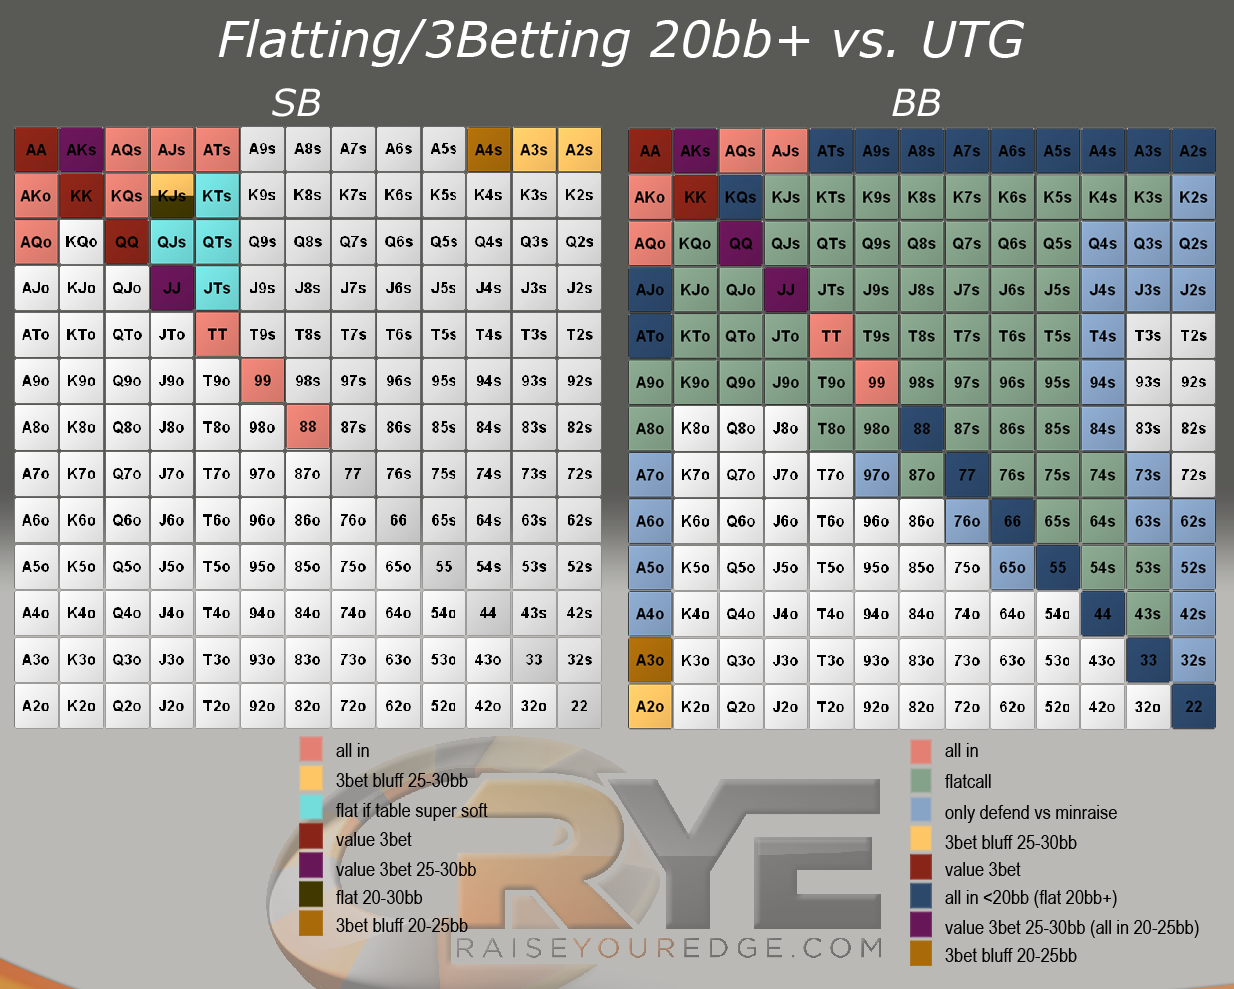 Flatting/3Betting 20bb+ vs. UTG
SB
BB
AA AKs AQs AJs ATs A9s A8s A7s A6s A5s A4s A3s A2s
AKo KK KQs KJs KTs K9s K8s K7s K6s K5s K4s K3s K2s
AQo KQo QQ QJs QTs Q9s Q8s Q7s Q6s Q5s Q4s Q3s Q2s
AJo KJo QJo JJ JTs J9s J8s J7s J6s J5s J4s J3s J2s
ATo KTo QTo JTo TT T9s T8s T7s T6s T5s T4s T3s T2s
A9o K9o Q9o J9o T9o 99 98s 97s 96s 95s 94s 93s 92s
A8o K8o Q8o J8o T8o 98o 88 87s 86s 85s 84s 83s 82s
A7o K7o Q7o J7o T7o 97o 87o 77 76s 75s 74s 73s 72s
A6o K6o Q6o J6o T6o 96o 86o 76o 66 65s 64s 63s 62s
A5o K5o Q5o J5o T5o 95o 85o 75o 65o 55 54s 53s 52s
A4o K4o Q4o J4o T4o 94o 84o 74o 64o 54o 44 43s 42s
A3o K3o Q3o J3o T3o 93o 83o 73o 63o 53o 43o 33 32s
A2o K2o Q2o J2o T2o 92o 82o 72o 62o 52o 42o 32o 22
AA AKs AQs AJs ATs A9s A8s A7s A6s A5s A4s A3s A2s
AKo KK KQs KJs KTs K9s K8s K7s K6s K5s K4s K3s K2s
AQo KQo QQ QJs QTs Q9s Q8s Q7s Q6s Q5s Q4s Q3s Q2s
AJo KJo QJo JJ JTs J9s J8s J7s J6s J5s J4s J3s J2s
ATo KTo QTo JTo TT T9s T8s T7s T6s T5s T4s T3s T2s
A9o K9o Q9o J9o T9o 99 98s 97s 96s 95s 94s 93s 92s
A8o K8o Q8o J8o T8o 98o 88 87s 86s 85s 84s 83s 82s
A7o K7o Q7o J7o T7o 97o 87o 77 76s 75s 74s 73s 72s
A6o K6o Q6o J6o T6o 96o 86o 76o 66 65s 64s 63s 62s
A5o K5o Q5o J5o T5o 95o 85o 75o 65o 55 54s 53s 52s
A4o K4o Q4o J4o T4o 94o 84o 74o 64o 54o 44 43s 42s
A3o K3o Q3o J3o T3o 93o 83o 73o 63o 53o 43o 33 32s
A2o K2o Q2o J2o T2o 92o 82o 72o 62o 52o 42o 32o 22
all in
3bet bluff 25-30bb
flat if table super soft
value 3bet
value 3bet 25-30bb
flat 20-30bb
3bet bluff 20-25bb
RYE
RAISEYOUREDGE.COM
all in
flatcall
only defend vs minraise
3bet bluff 25-30bb
value 3bet
all in <20bb (flat 20bb+)
value 3bet 25-30bb (all in 20-25bb)
3bet bluff 20-25bb